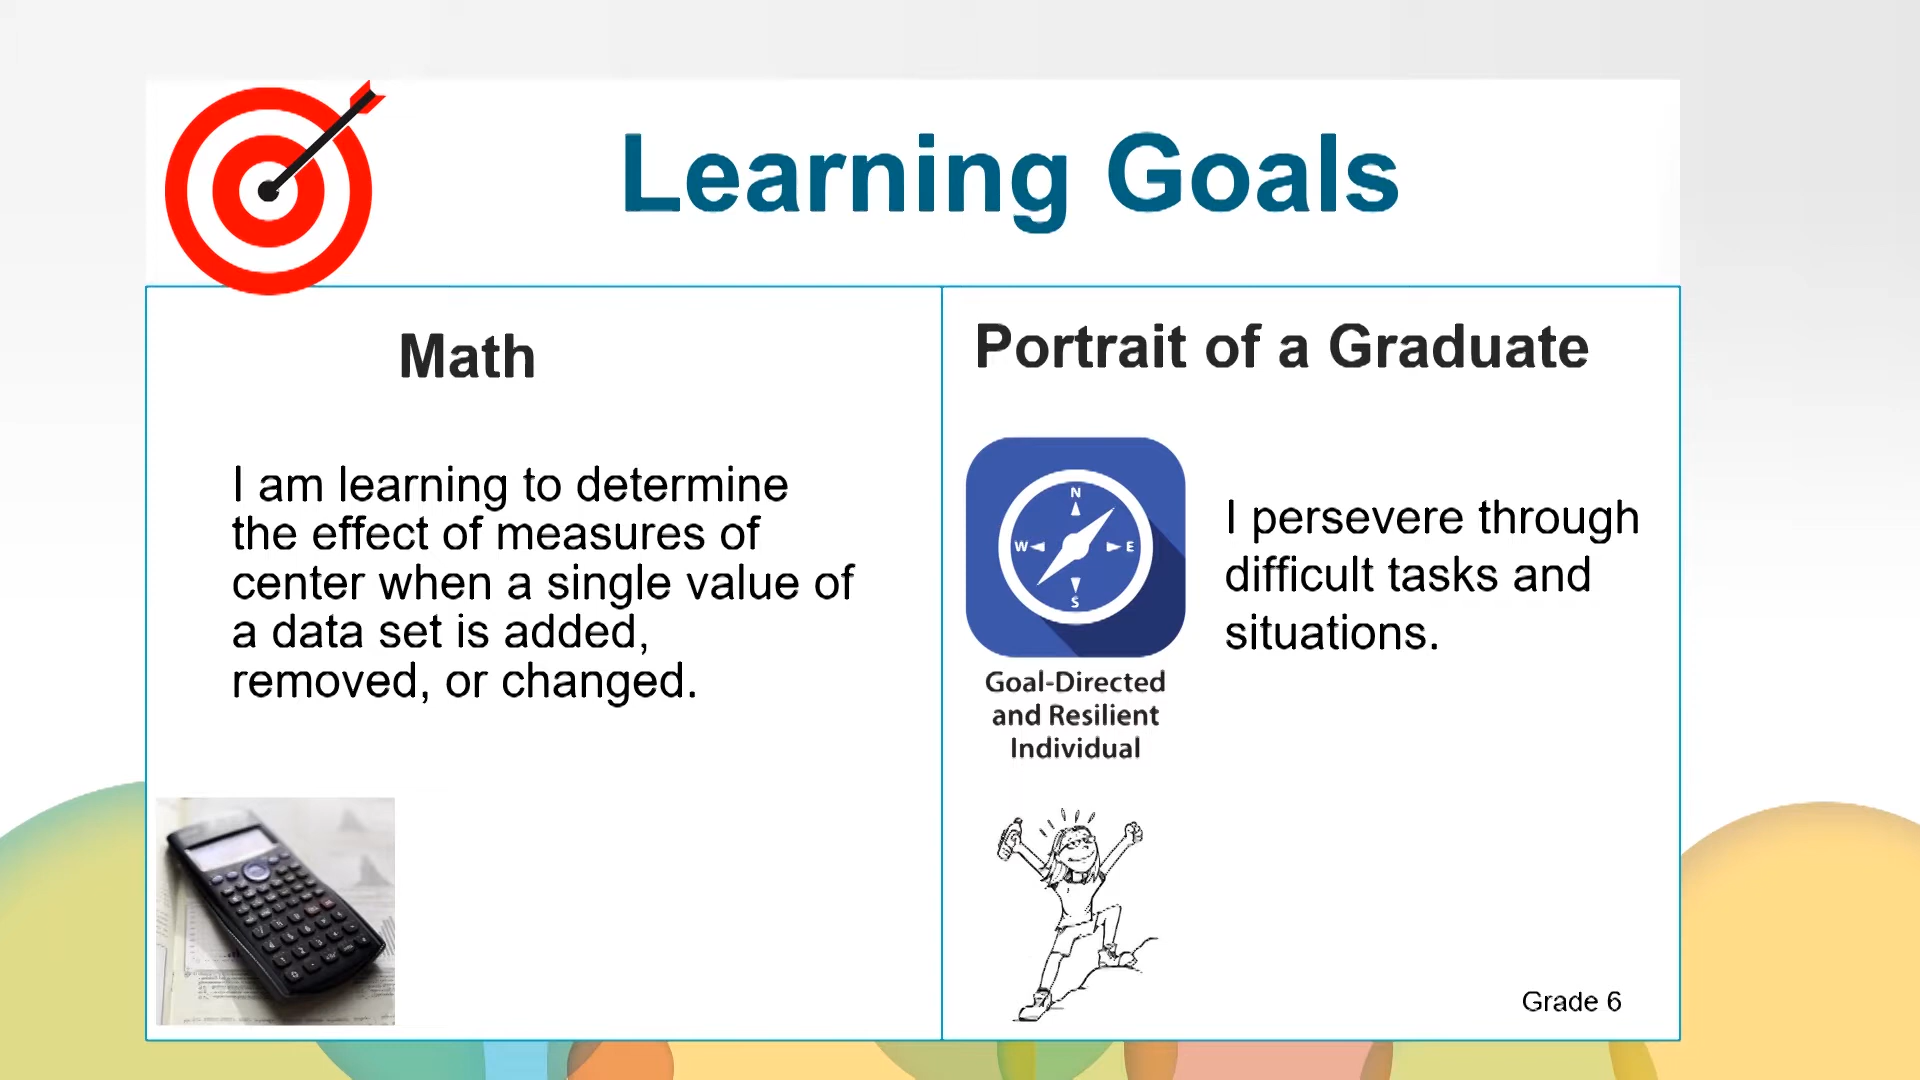 Learning Goals
Math
I am learning to determine
the effect of measures of
center when a single value of
a data set is added,
removed, or changed.
Portrait of a Graduate
N
W E
S
Goal-Directed
and Resilient
Individual
I persevere through
difficult tasks and
situations.
Grade 6